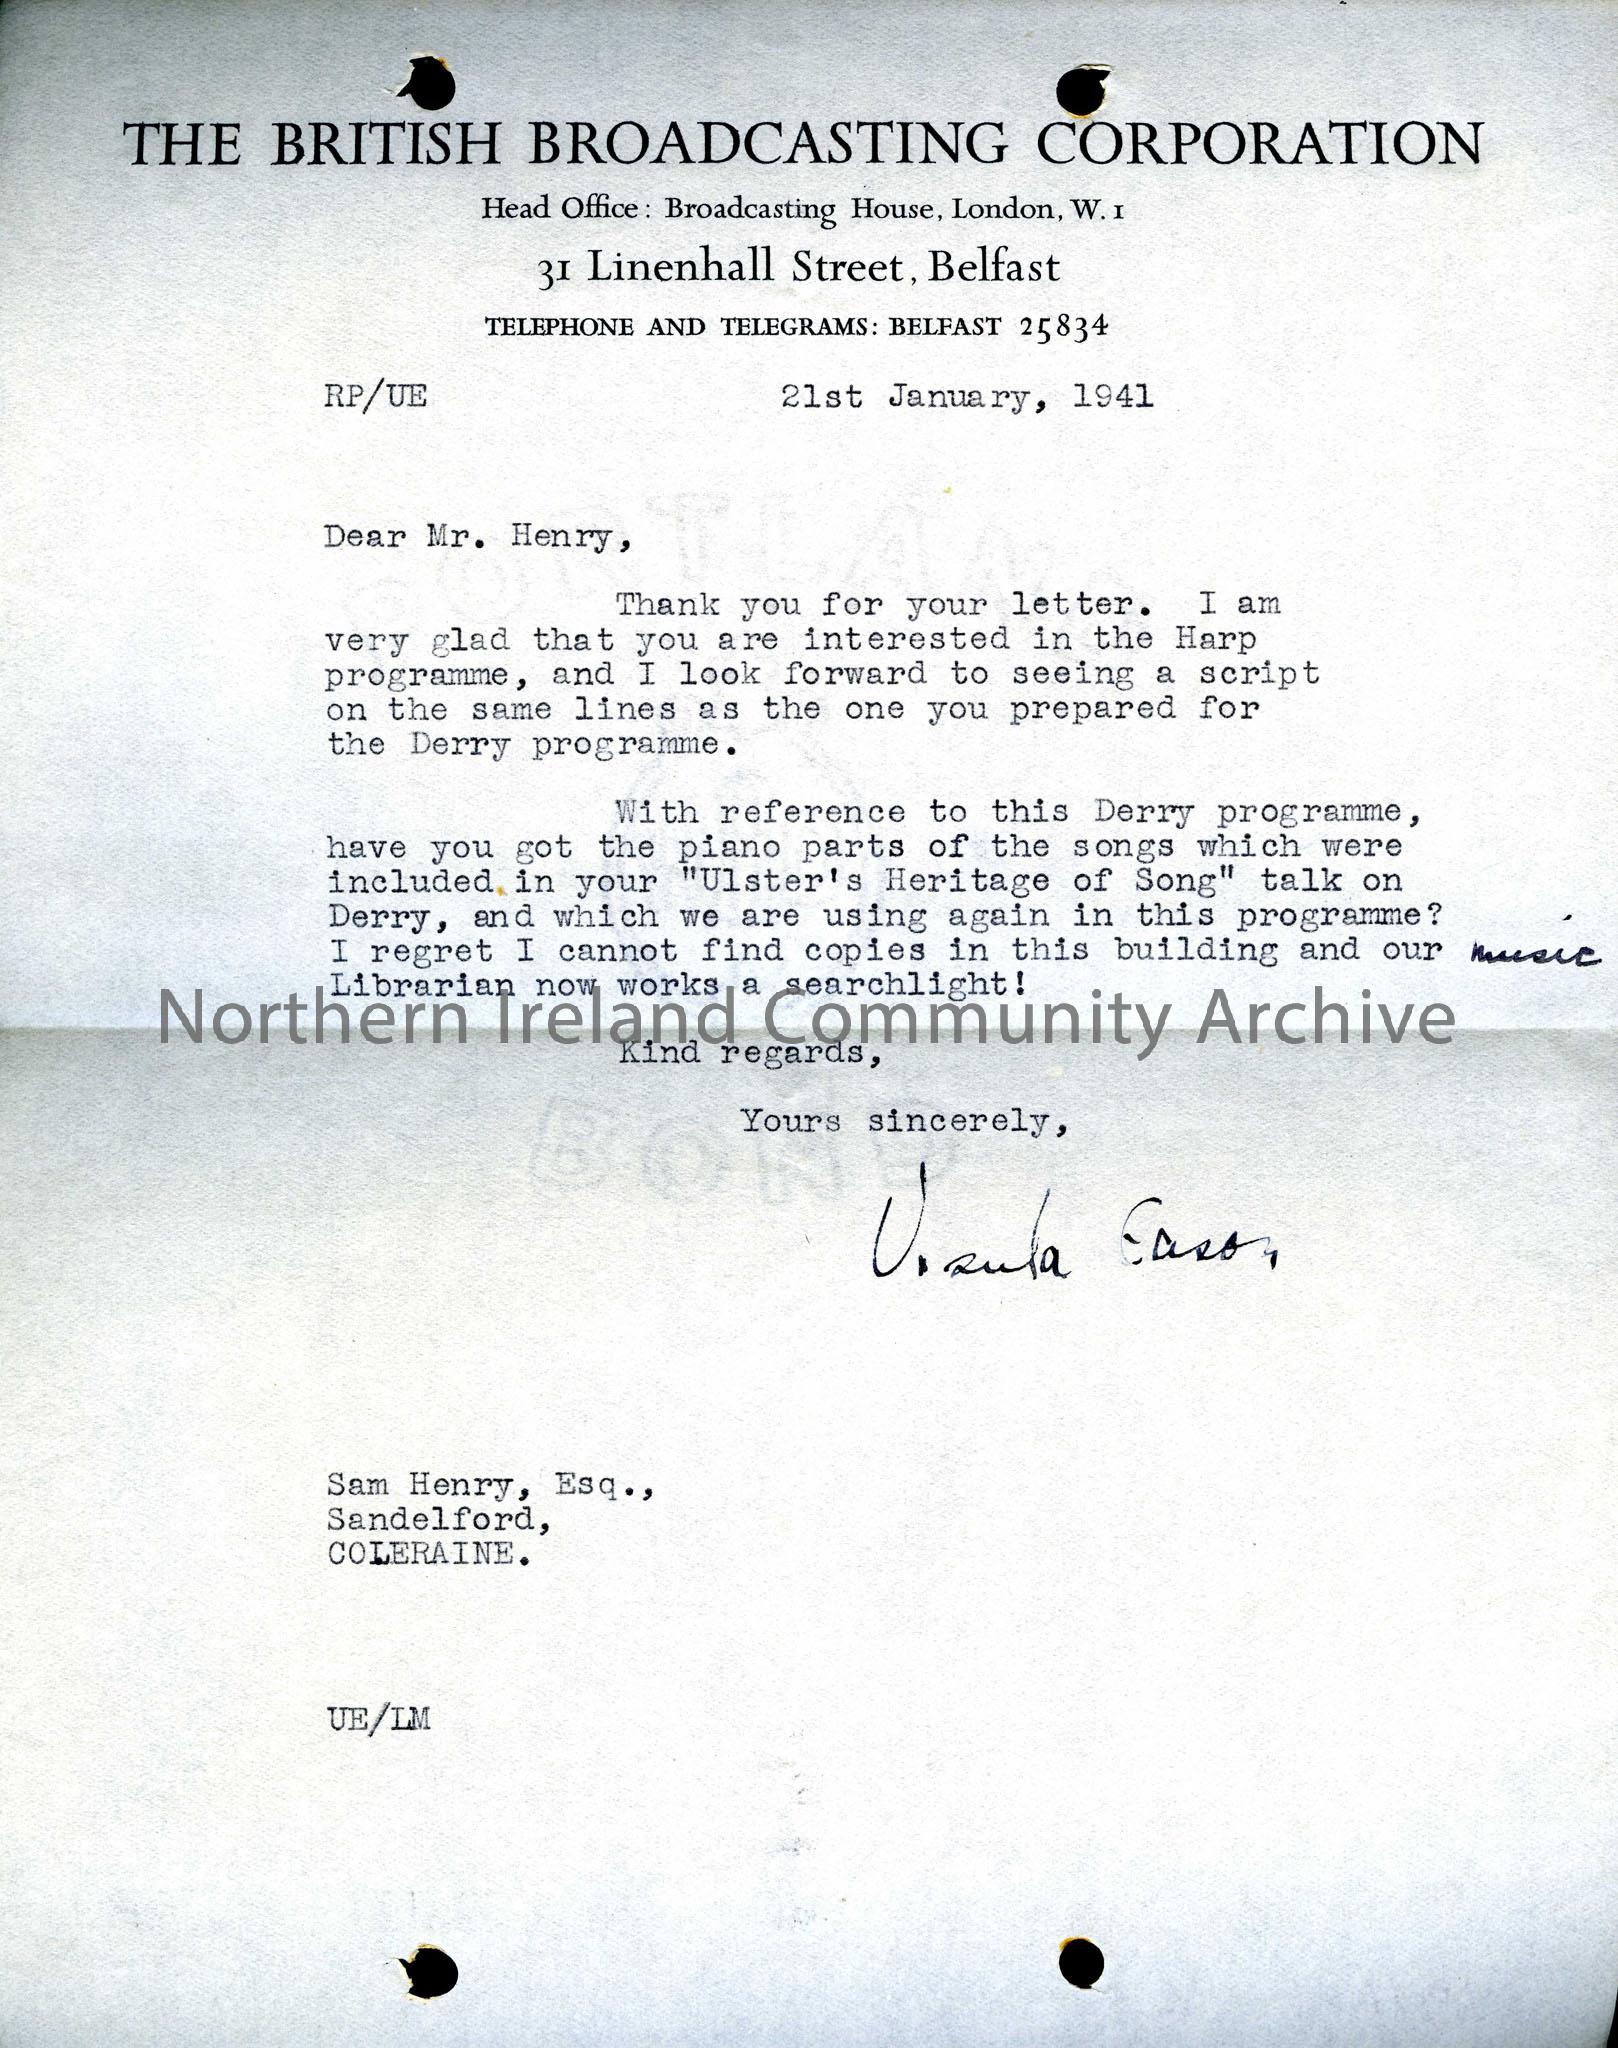 THE BRITISH BROADCASTING CORPORATION
Head Office: Broadcasting House, London, W. 1
31 Linenhall Street, Belfast
TELEPHONE AND TELEGRAMS: BELFAST 25834
RP/UE 21st January, 1941
Dear Mr. Henry,
Thank you for your letter. I am
very glad that you are interested in the Harp
programme, and I look forward to seeing a script
on the same lines as the one you prepared for
the Derry programme.
With reference to this Derry programme,
have you got the piano parts of the songs which were
included in your "Ulster's Heritage of Song" talk on
Derry, and which we are using again in this programme?
I regret I cannot find copies in this building and our music
Librarian now works a searchlight!
Northern Ireland Community Archive
Kind regards,
Yours sincerely,
Ursula Eason
Sam Henry, Esq.,
Sandelford,
COLERAINE.
UE/LM